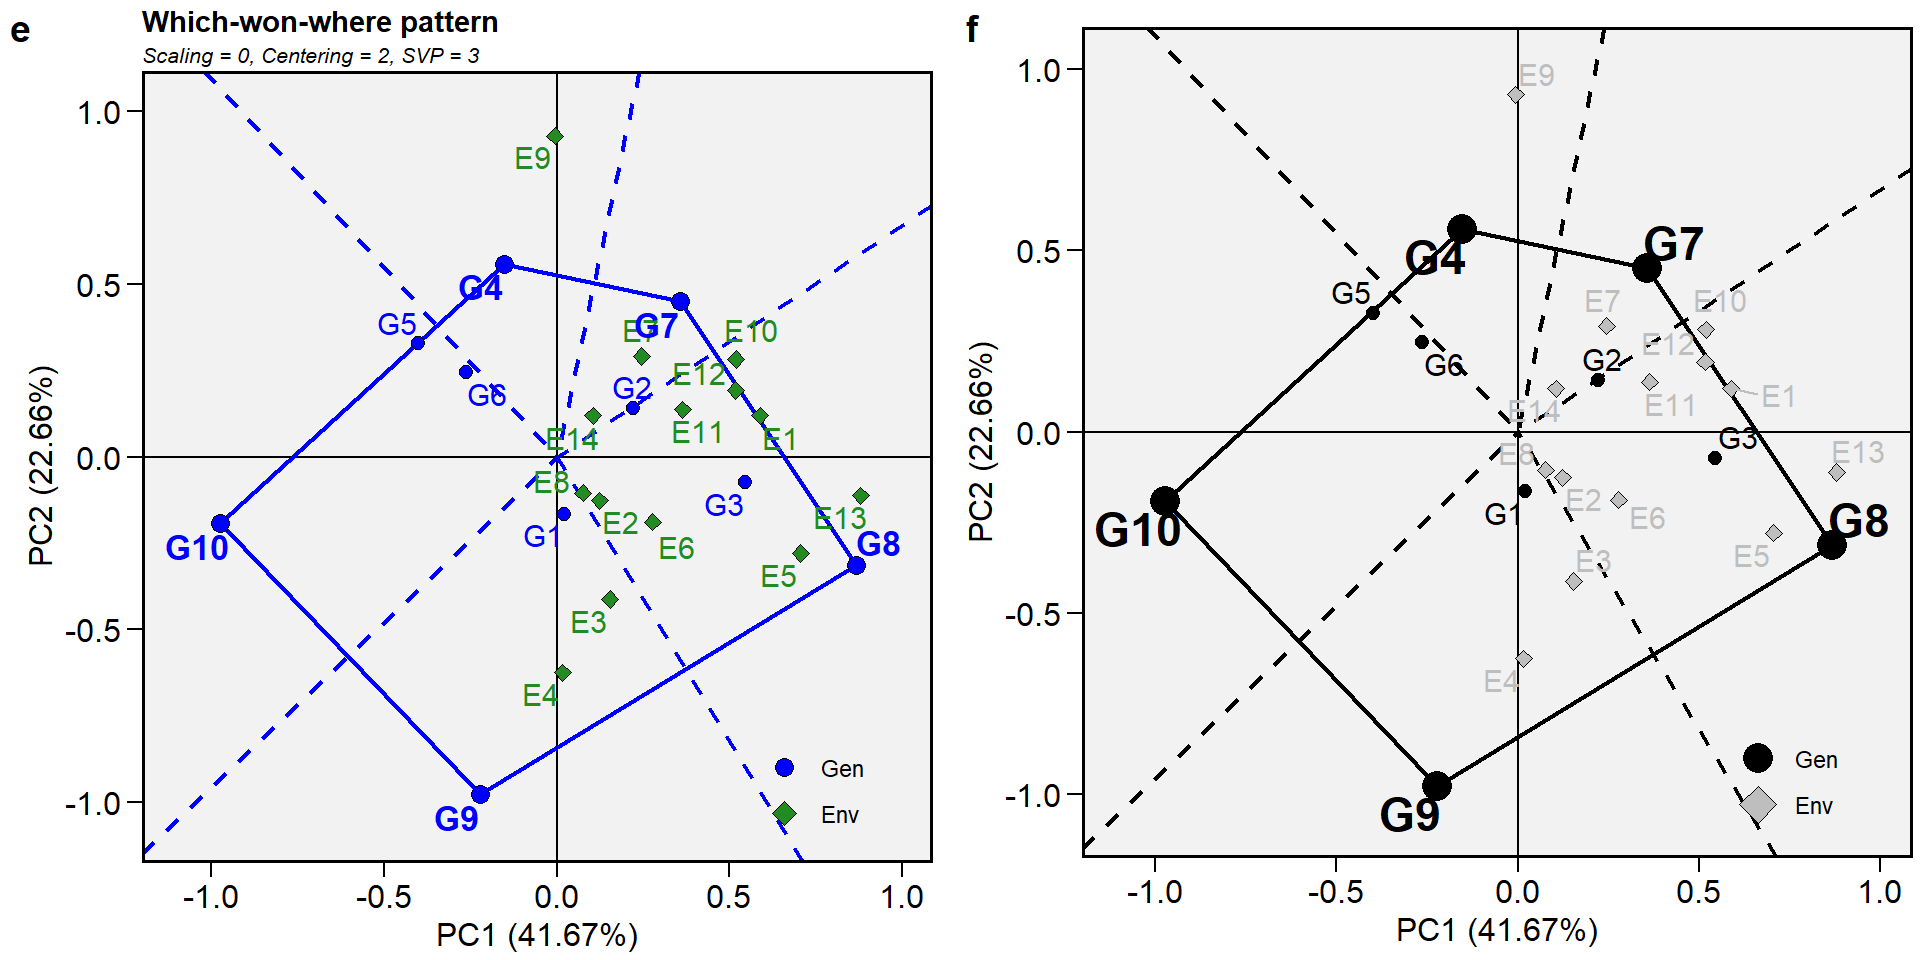 e
Which-won-where pattern
Scaling = 0, Centering = 2, SVP = 3
PC2 (22.66%)
1.0
0.5
0.0
-0.5
-1.0
E9
G4
G7
E7
E10
G5
G6
E12
G2
E11
E14
E1
E8
E2
G1
E6
G3
E13
G8
E5
E3
E4
G10
G9
Gen
Env
-1.0
-0.5
0.0
0.5
1.0
PC1 (41.67%)
f
PC2 (22.66%)
1.0
0.5
0.0
-0.5
-1.0
E9
G4
G7
G5
E7
E10
G6
G2
E12
E11
E1
E14
G3
E8
E13
G1
E2
E6
G10
G8
E5
E3
E4
G9
Gen
Env
-1.0
-0.5
0.0
0.5
1.0
PC1 (41.67%)